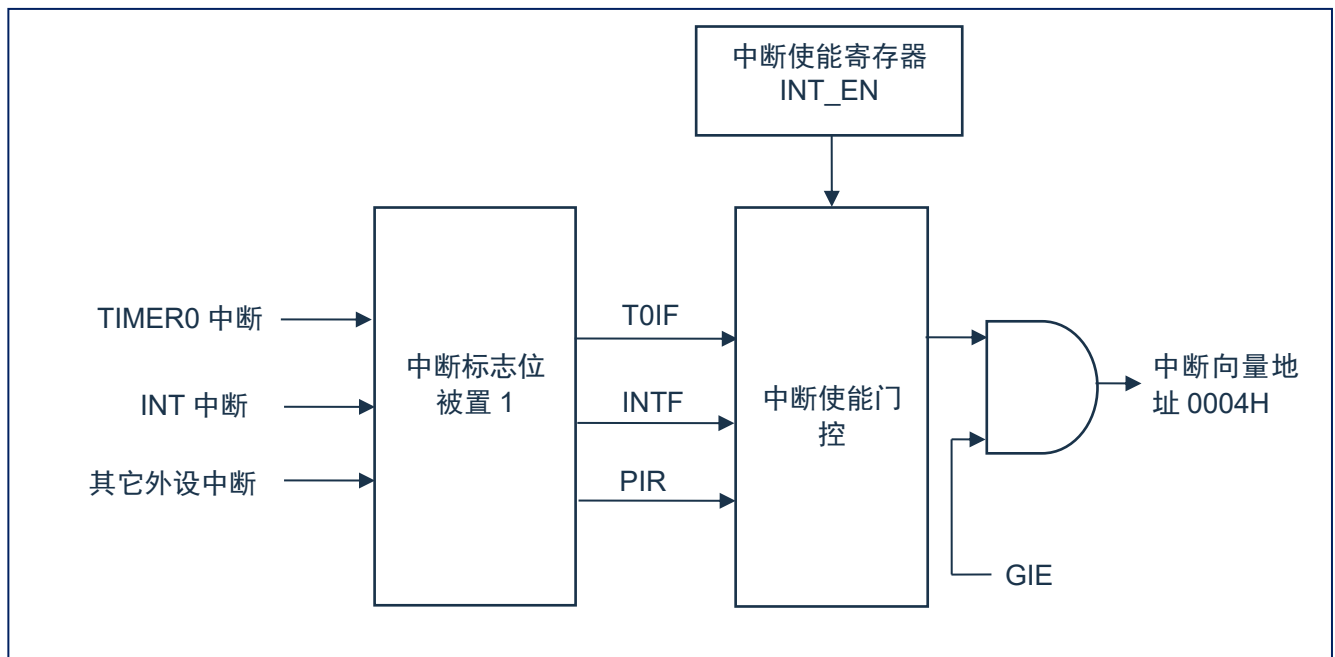 中断使能寄存器
INT_EN
TIMER0 中断
INT 中断
其它外设中断
中断标志位
被置 1
T0IF
INTF
PIR
中断使能门
控
GIE
中断向量地
址 0004H